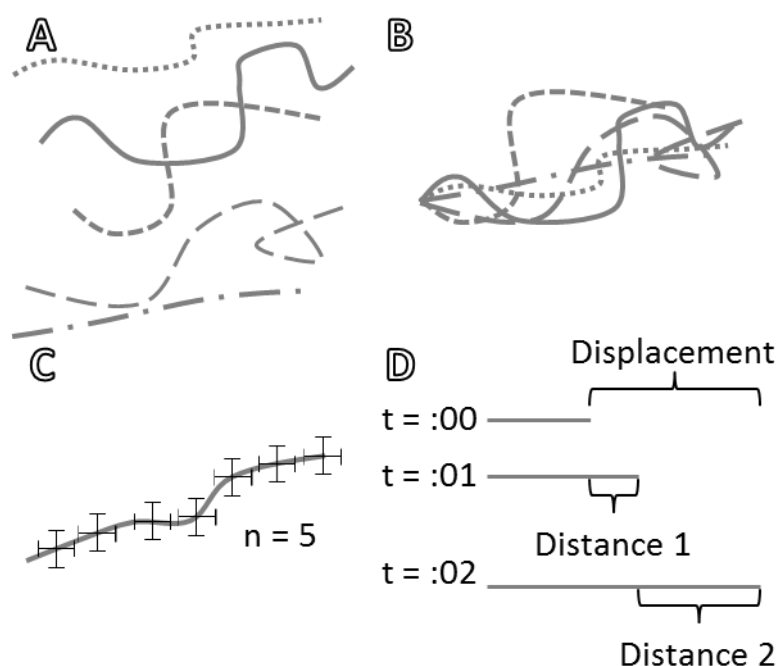 A
B
C
n = 5
D
Displacement
t = :00
t = :01
Distance 1
t = :02
Distance 2